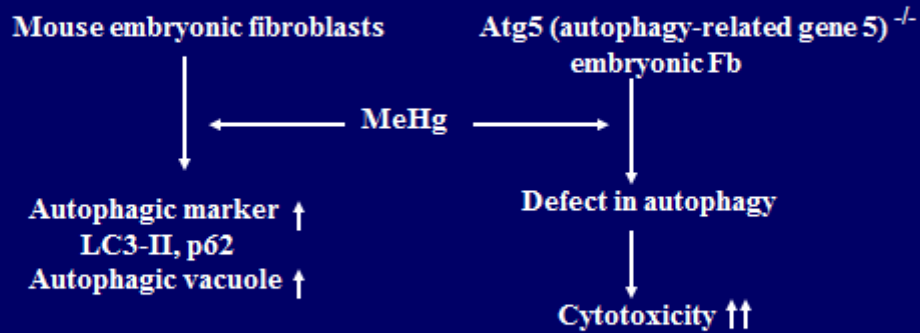 Mouse embryonic fibroblasts
Atg5 (autophagy-related gene 5) -/-
embryonic Fb
MeHg
Autophagic marker ↑
LC3-II, p62
Autophagic vacuole ↑
Defect in autophagy
Cytotoxicity ↑↑